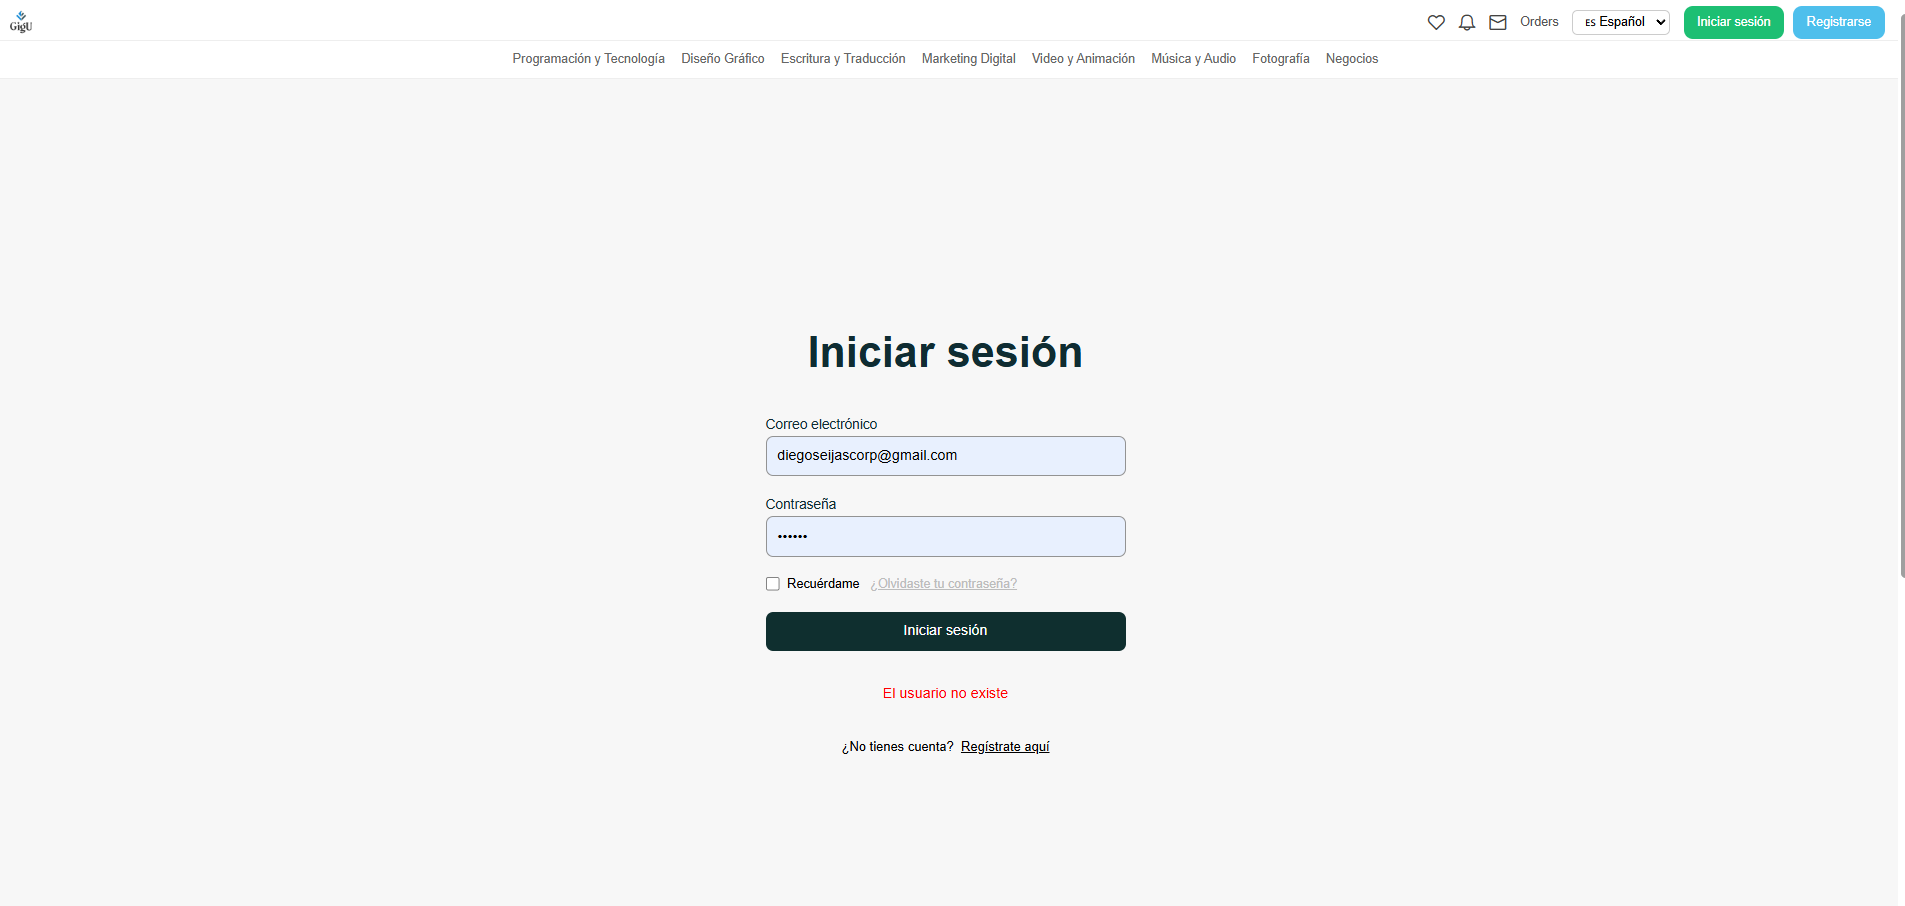 GigU
Orders
ES Español
Iniciar sesión
Registrarse
Programación y Tecnología
Diseño Gráfico
Escritura y Traducción
Marketing Digital
Video y Animación
Música y Audio
Fotografía
Negocios
Iniciar sesión
Correo electrónico
diegoseijascorp@gmail.com
Contraseña
••••••
Recuérdame
¿Olvidaste tu contraseña?
Iniciar sesión
El usuario no existe
¿No tienes cuenta? Regístrate aquí